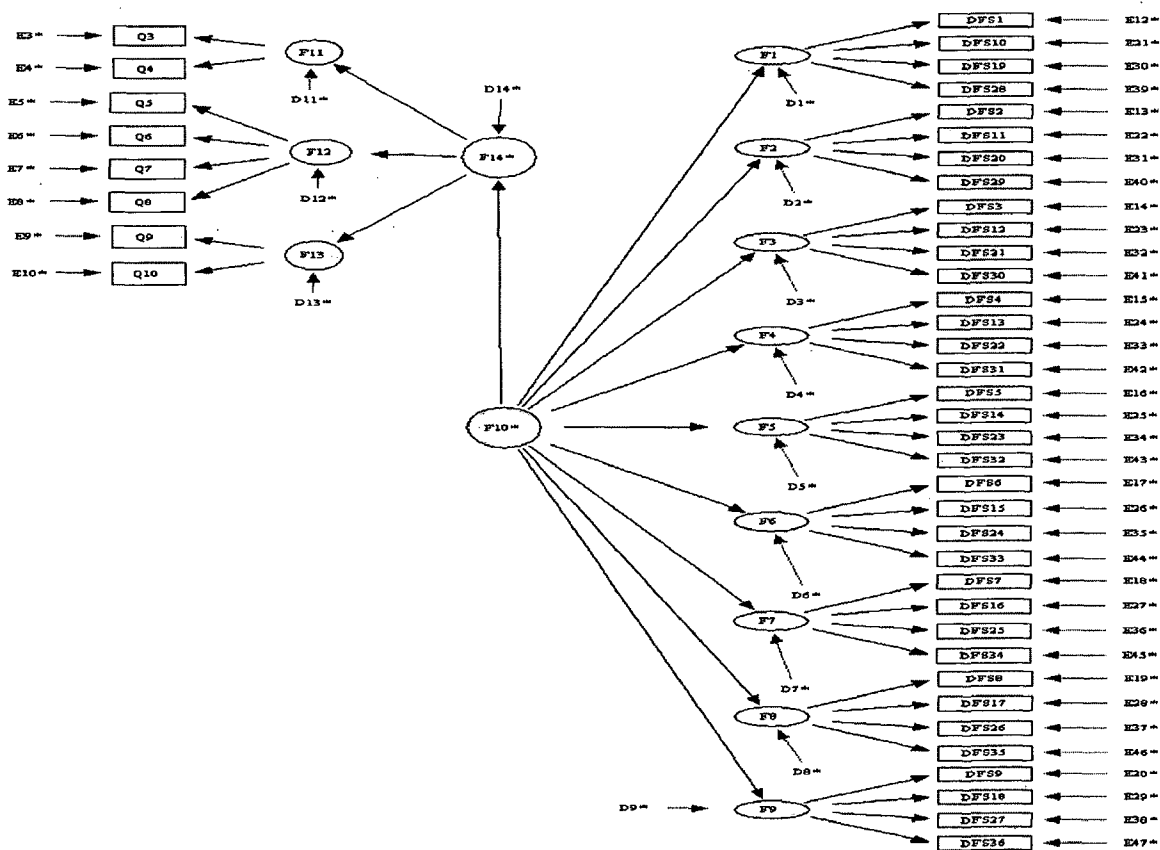 E3* Q3
E4* Q4
E5* Q5
E6* Q6
E7* Q7
E8* Q8
E9* Q9
E10* Q10
F11
D11*
F12
D12*
F13
D13*
D14*
F14*
F10*
F1
D1*
F2
D2*
F3
D3*
F4
D4*
F5
D5*
F6
D6*
F7
D7*
F8
D8*
D9* F9
DFS1 E12*
DFS10 E21*
DFS19 E30*
DFS28 E39*
DFS2 E13*
DFS11 E22*
DFS20 E31*
DFS29 E40*
DFS3 E14*
DFS12 E23*
DFS21 E32*
DFS30 E41*
DFS4 E15*
DFS13 E24*
DFS22 E33*
DFS31 E42*
DFS5 E16*
DFS14 E25*
DFS23 E34*
DFS32 E43*
DFS6 E17*
DFS15 E26*
DFS24 E35*
DFS33 E44*
DFS7 E18*
DFS16 E27*
DFS25 E36*
DFS34 E45*
DFS8 E19*
DFS17 E28*
DFS26 E37*
DFS35 E46*
DFS9 E20*
DFS18 E29*
DFS27 E38*
DFS36 E47*